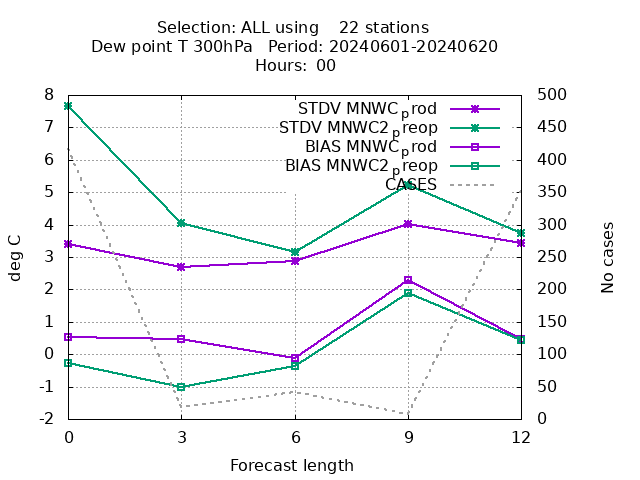 Selection: ALL using    22 stations
Dew point T 300hPa   Period: 20240601-20240620
Hours:  00
8
7
6
5
4
3
2
1
0
-1
-2
500
450
400
350
300
250
200
150
100
50
0
STDV MNWC_prod
STDV MNWC2_preop
BIAS MNWC_prod
BIAS MNWC2_preop
CASES
deg C
No cases
0 3 6 9 12
Forecast length